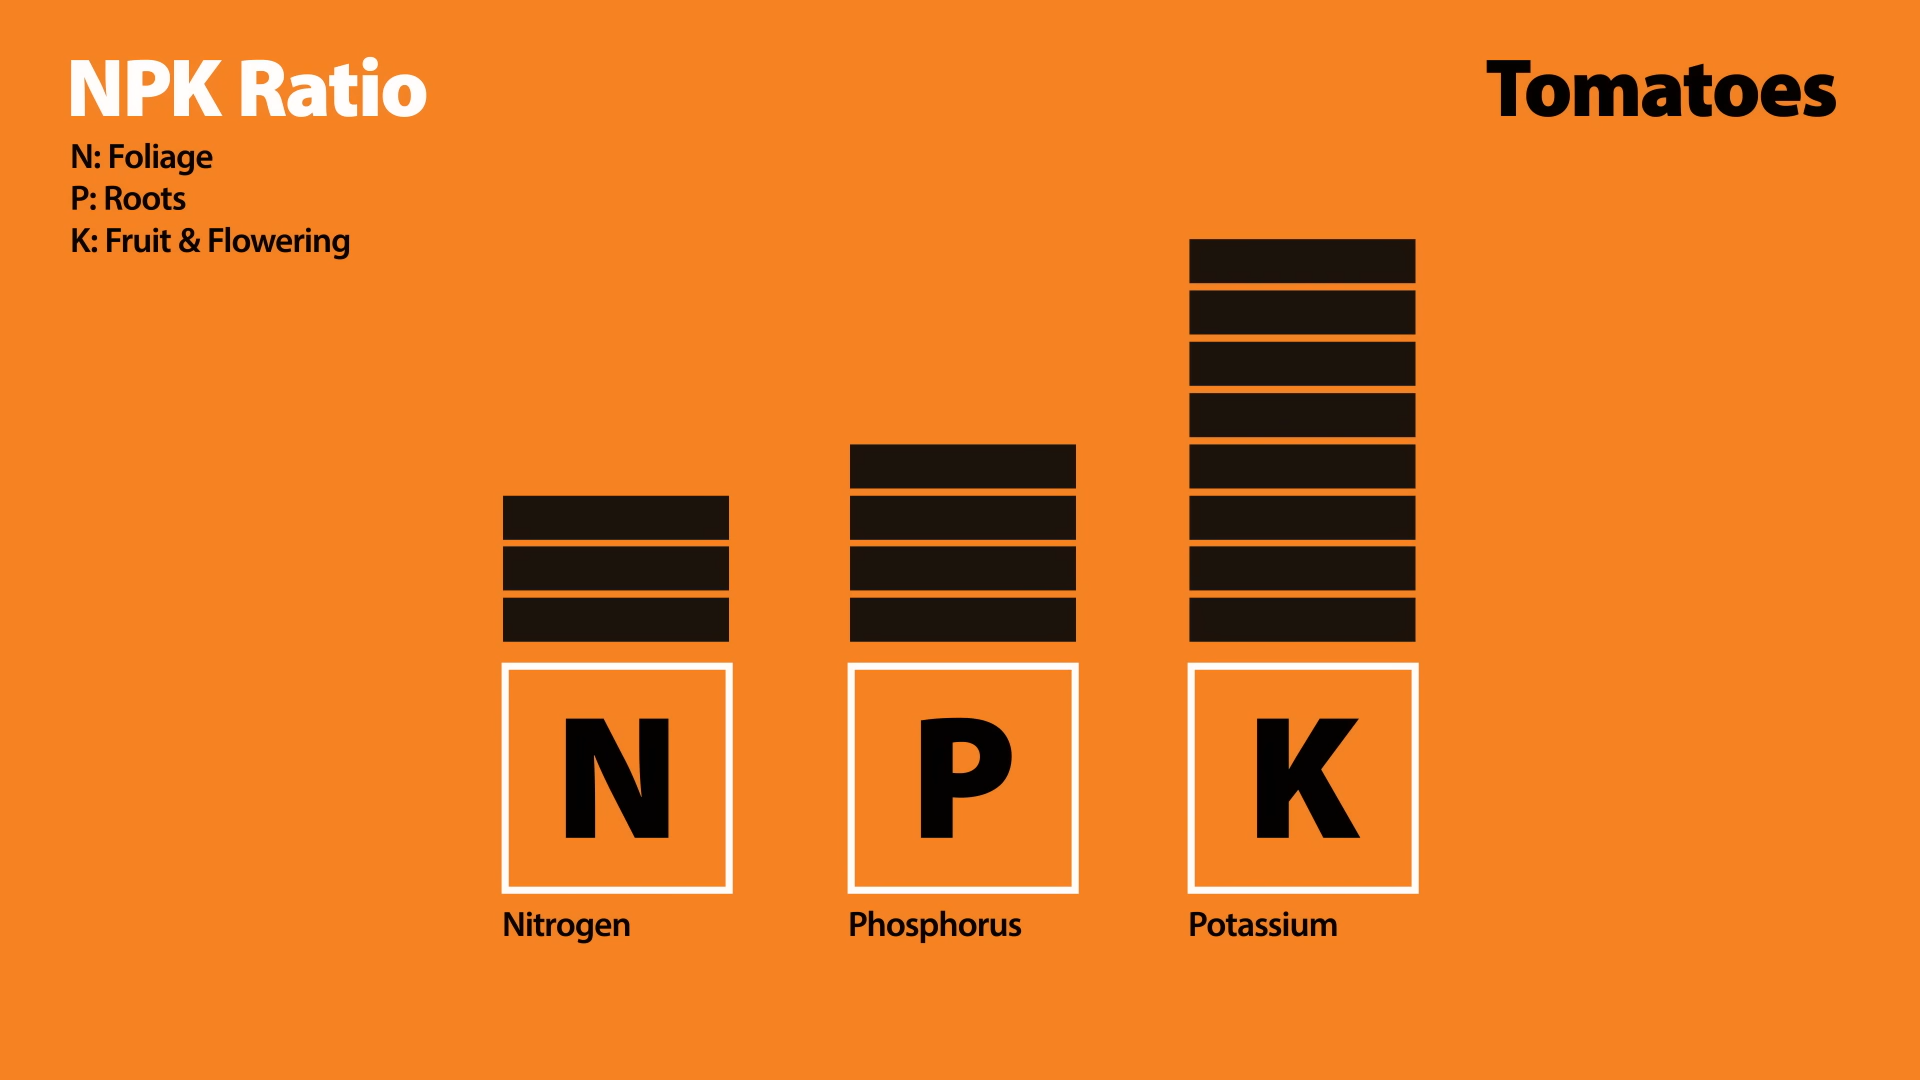 NPK Ratio
Tomatoes
N: Foliage
P: Roots
K: Fruit & Flowering
N
P
K
Nitrogen
Phosphorus
Potassium